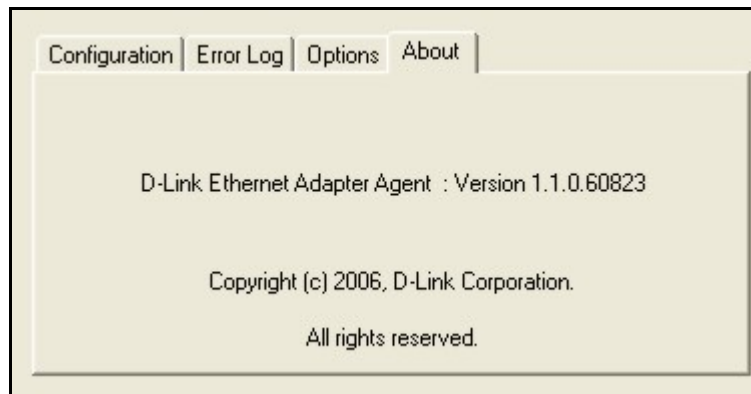 Configuration Error Log Options About
D-Link Ethernet Adapter Agent : Version 1.1.0.60823
Copyright (c) 2006, D-Link Corporation.
All rights reserved.